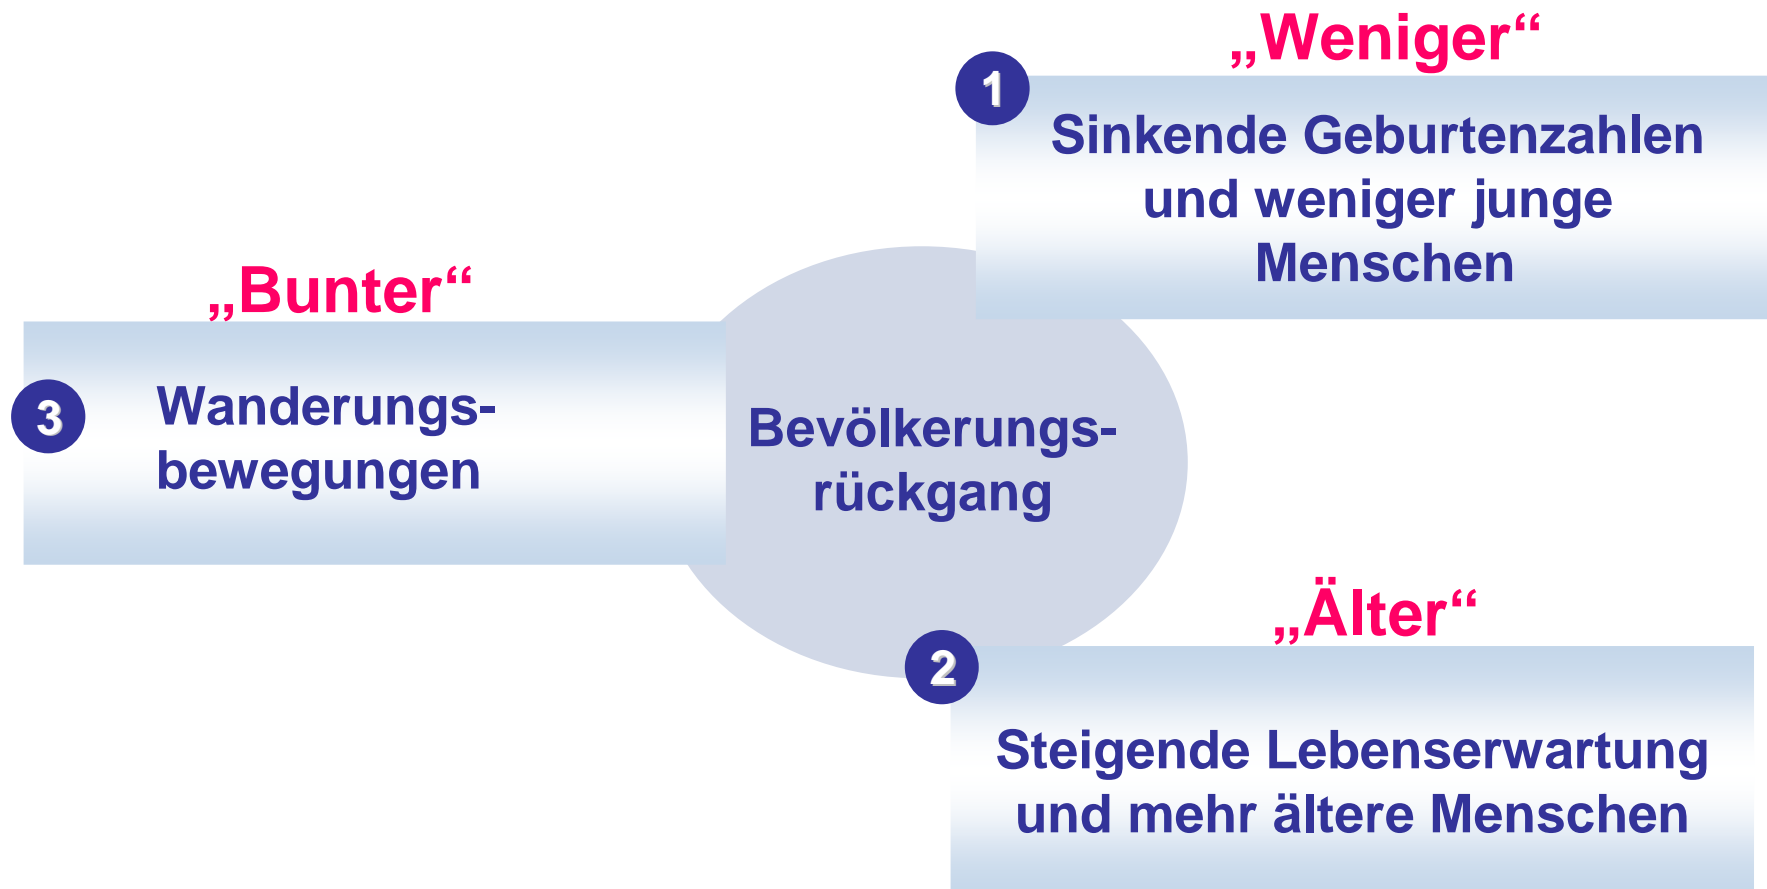 „Weniger“
1
Sinkende Geburtenzahlen
und weniger junge
Menschen
„Bunter“
3
Wanderungs-
bewegungen
Bevölkerungs-
rückgang
„Älter“
2
Steigende Lebenserwartung
und mehr ältere Menschen